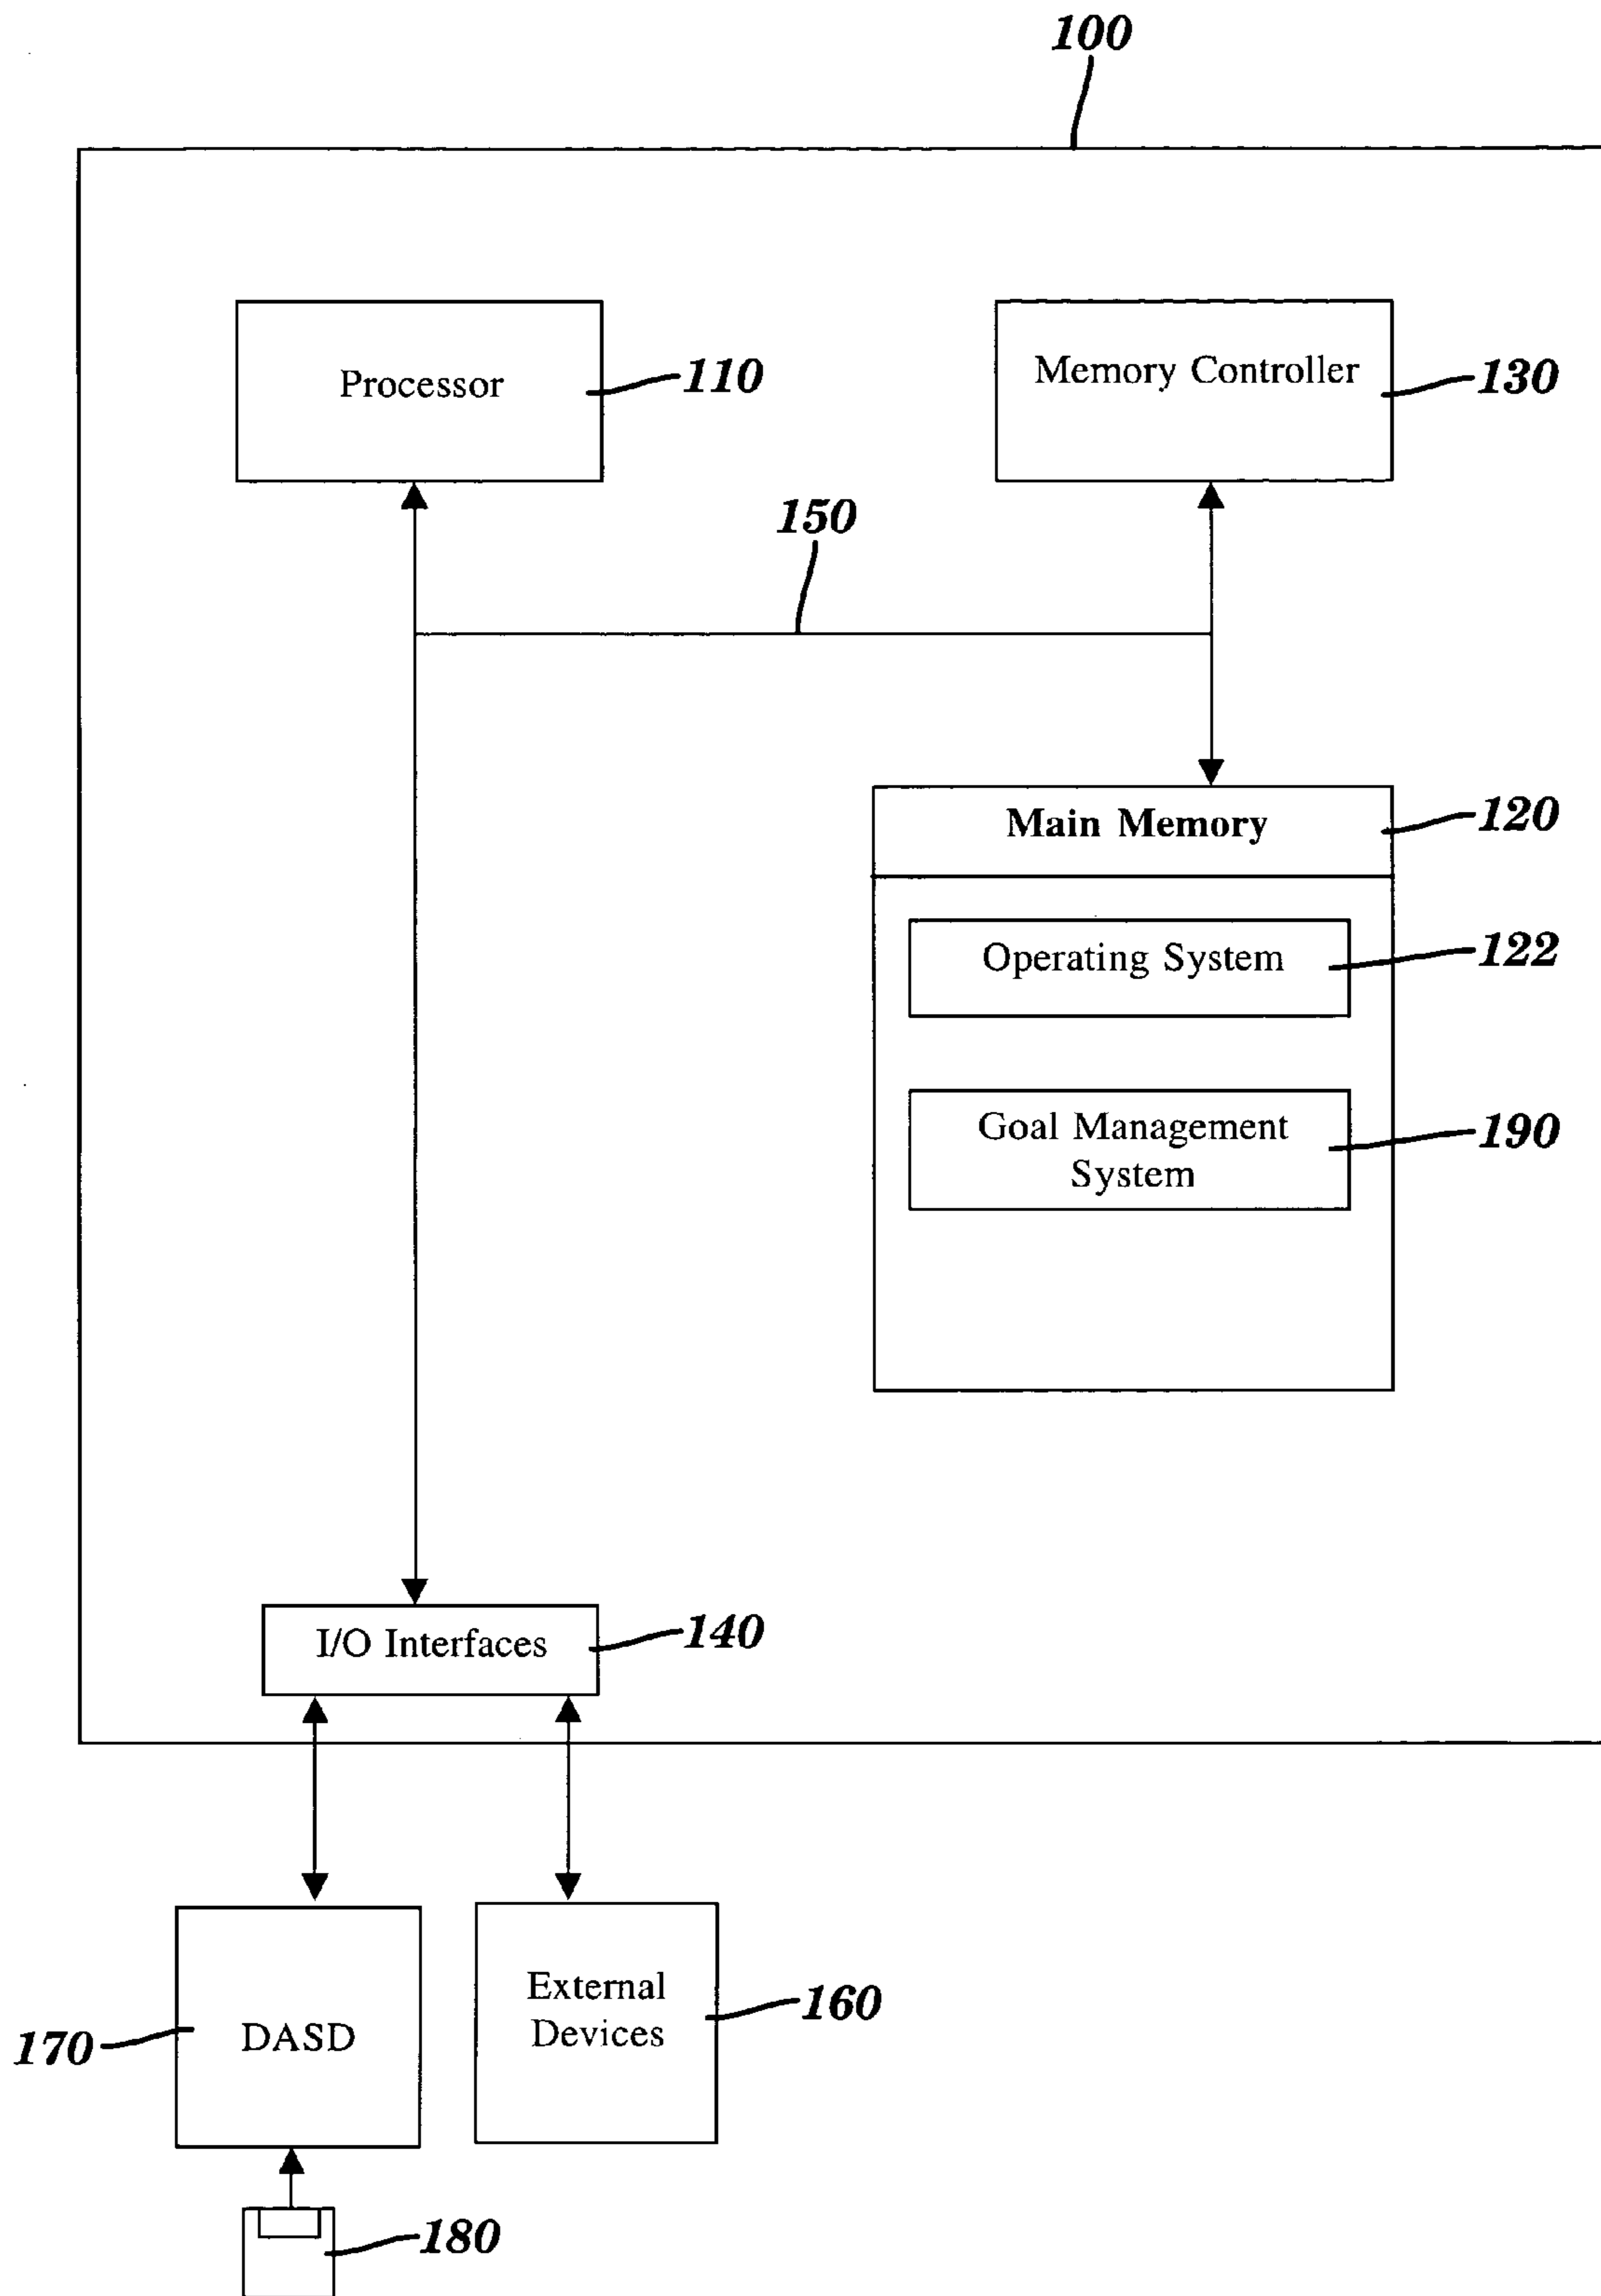 100
Processor
110
Memory Controller
130
150
Main Memory
120
Operating System
122
Goal Management
System
190
I/O Interfaces
140
DASD
170
External
Devices
160
180